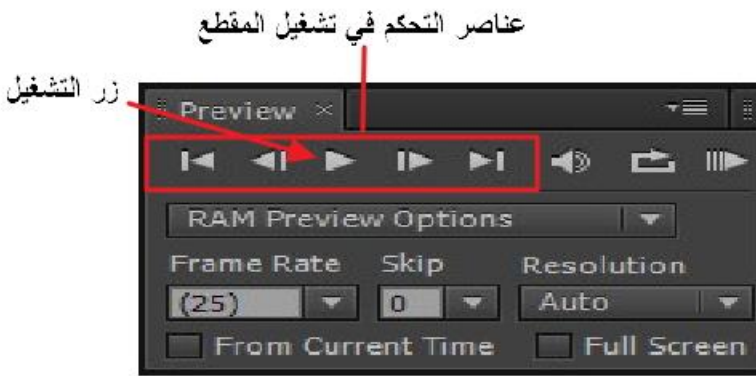 عناصر التحكم في تشغيل المقطع
زر التشغيل
Preview
RAM Preview Options
Frame Rate Skip Resolution
(25) 0 Auto
From Current Time Full Screen